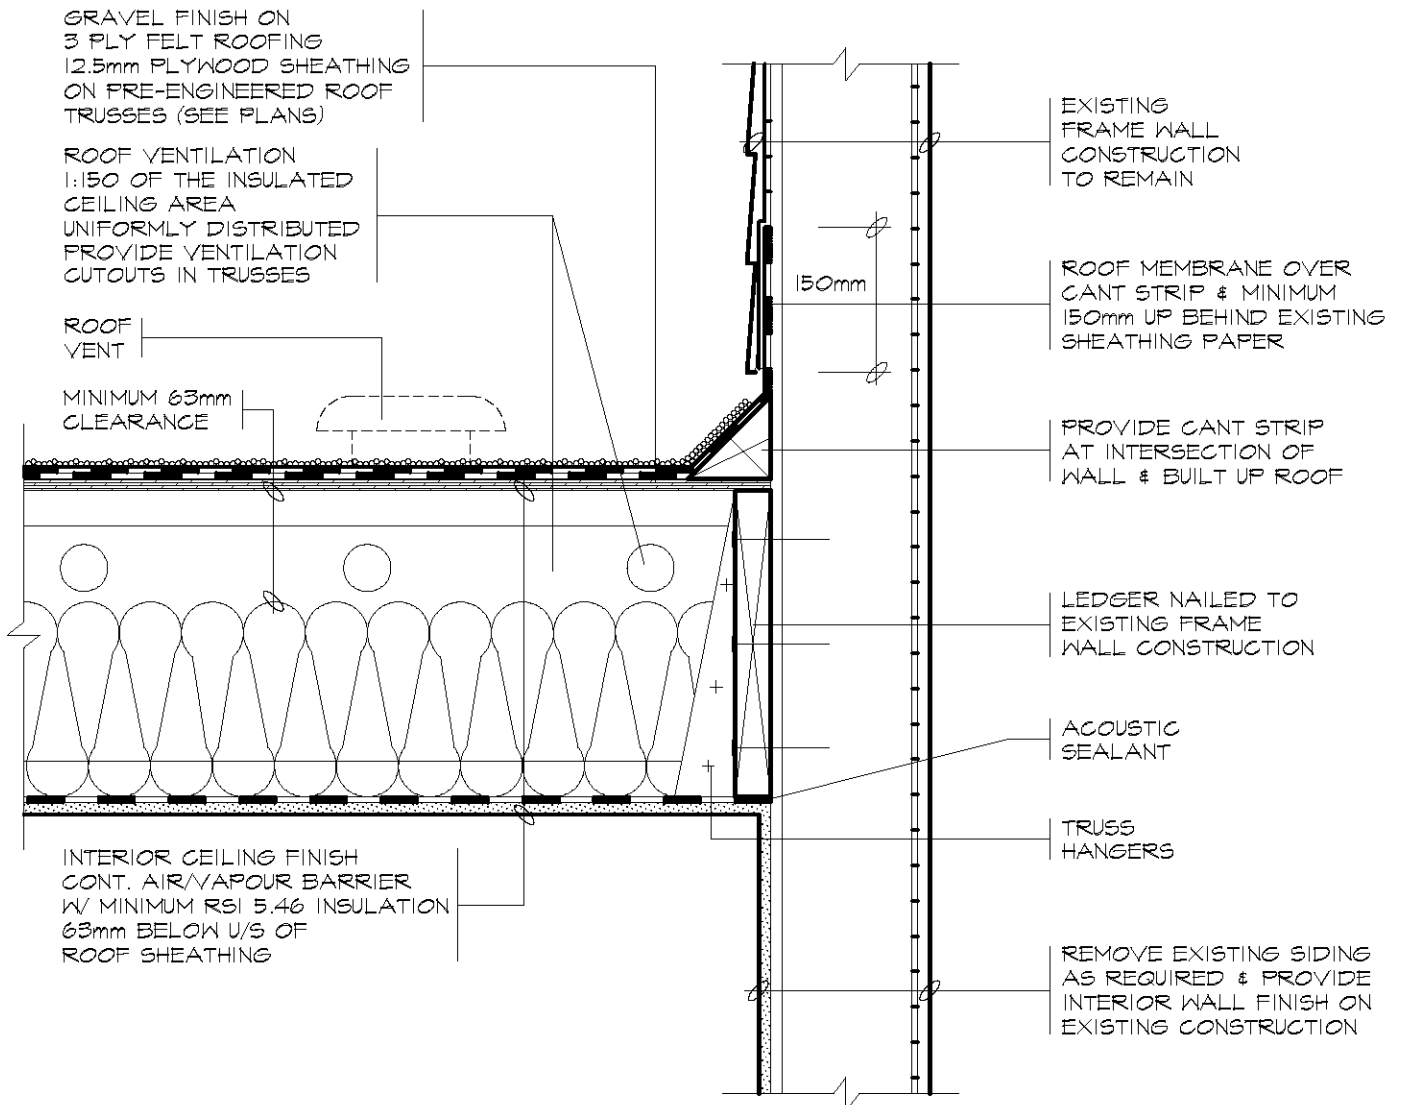 GRAVEL FINISH ON
3 PLY FELT ROOFING
12.5mm PLYWOOD SHEATHING
ON PRE-ENGINEERED ROOF
TRUSSES (SEE PLANS)
ROOF VENTILATION
1:150 OF THE INSULATED
CEILING AREA
UNIFORMLY DISTRIBUTED
PROVIDE VENTILATION
CUTOUTS IN TRUSSES
ROOF
VENT
MINIMUM 63mm
CLEARANCE
INTERIOR CEILING FINISH
CONT. AIR/VAPOUR BARRIER
W/ MINIMUM RSI 5.46 INSULATION
63mm BELOW U/S OF
ROOF SHEATHING
150mm
EXISTING
FRAME WALL
CONSTRUCTION
TO REMAIN
ROOF MEMBRANE OVER
CANT STRIP & MINIMUM
150mm UP BEHIND EXISTING
SHEATHING PAPER
PROVIDE CANT STRIP
AT INTERSECTION OF
WALL & BUILT UP ROOF
LEDGER NAILED TO
EXISTING FRAME
WALL CONSTRUCTION
ACOUSTIC
SEALANT
TRUSS
HANGERS
REMOVE EXISTING SIDING
AS REQUIRED & PROVIDE
INTERIOR WALL FINISH ON
EXISTING CONSTRUCTION